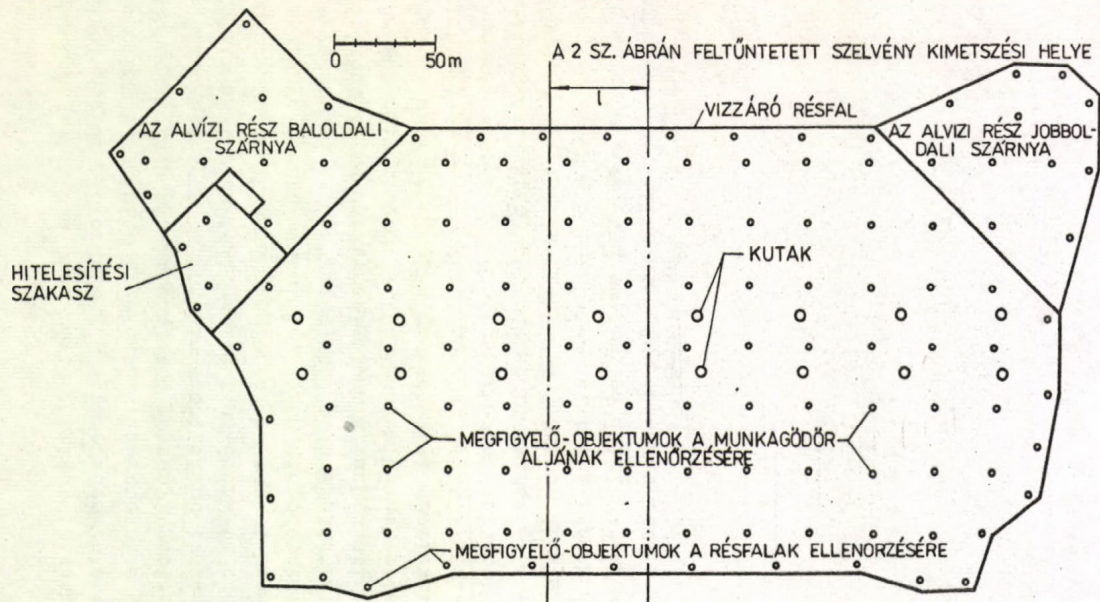 0
50m
A 2 SZ. ÁBRÁN FELTŰNTETETT SZELVÉNY KIMETSZÉSI HELYE
l
VIZZÁRÓ RÉSFAL
AZ ALVÍZI RÉSZ BALOLDALI
SZÁRNYA
AZ ALVIZI RÉSZ JOBBOL-
DALI SZÁRNYA
HITELESÍTÉSI
SZAKASZ
KUTAK
MEGFIGYELŐ-OBJEKTUMOK A MUNKAGÖDÖR
ALJÁNAK ELLENŐRZÉSÉRE
MEGFIGYELŐ-OBJEKTUMOK A RÉSFALAK ELLENORZÉSÉRE